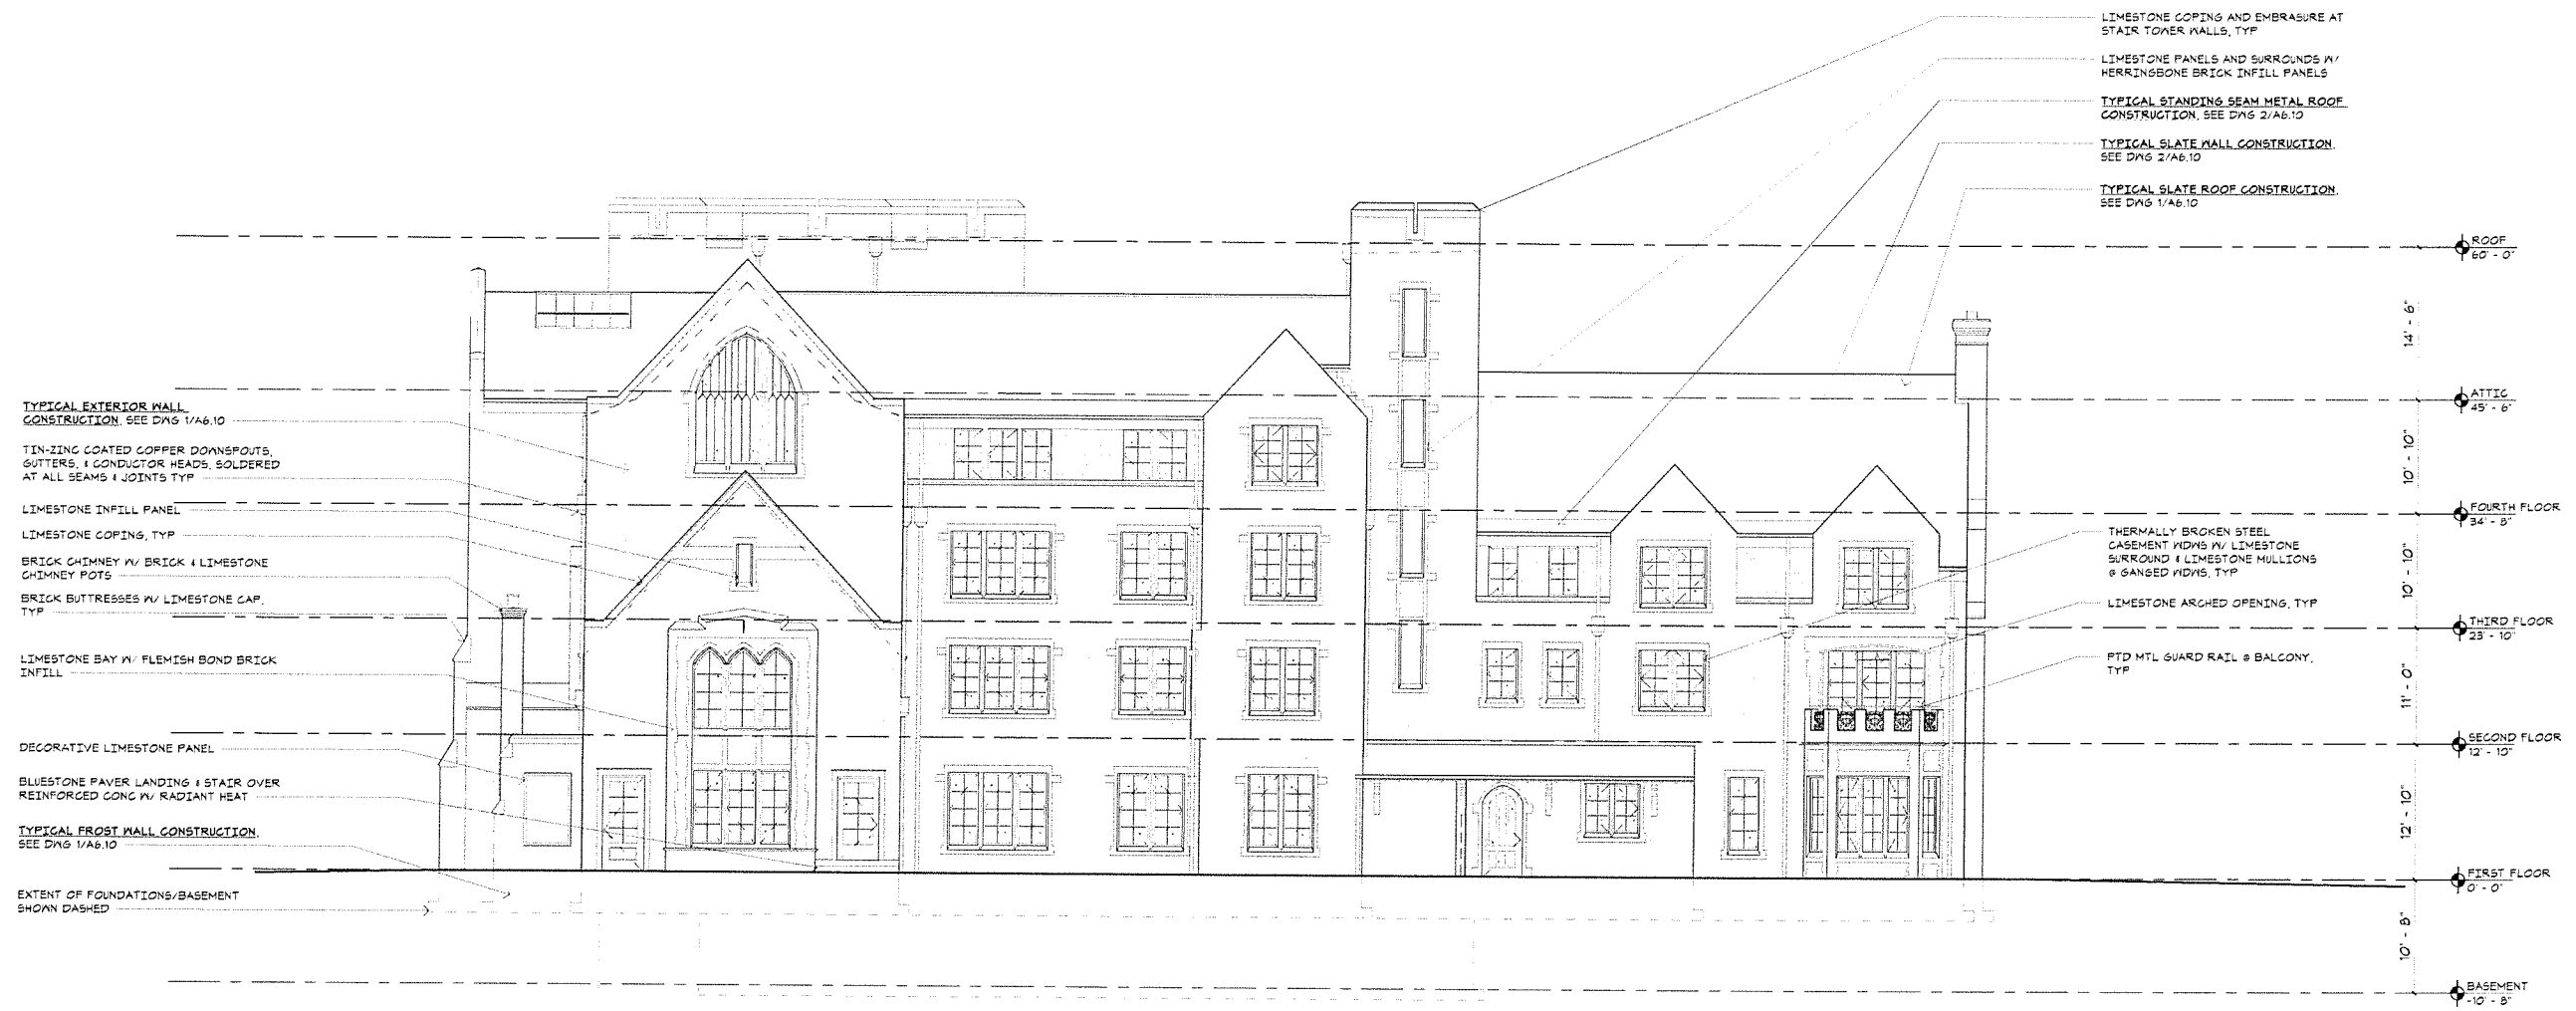 LIMESTONE COPING AND EMBRASURE AT
STAIR TOWER WALLS, TYP
LIMESTONE PANELS AND SURROUNDS W/
HERRINGBONE BRICK INFILL PANELS
TYPICAL STANDING SEAM METAL ROOF
CONSTRUCTION, SEE DWG 2/A6.10
TYPICAL SLATE WALL CONSTRUCTION,
SEE DWG 2/A6.10
TYPICAL SLATE ROOF CONSTRUCTION,
SEE DWG 1/A6.10
ROOF
60' - 0"
14' - 6"
ATTIC
45' - 6"
10' - 10"
FOURTH FLOOR
34' - 8"
10' - 10"
THIRD FLOOR
23' - 10"
11' - 0"
SECOND FLOOR
12' - 10"
12' - 10"
FIRST FLOOR
0' - 0"
10' - 8"
BASEMENT
-10' - 8"
THERMALLY BROKEN STEEL
CASEMENT WDWS W/ LIMESTONE
SURROUND & LIMESTONE MULLIONS
@ GANGED WDWS, TYP
LIMESTONE ARCHED OPENING, TYP
PTD MTL GUARD RAIL @ BALCONY,
TYP
TYPICAL EXTERIOR WALL
CONSTRUCTION, SEE DWG 1/A6.10
TIN-ZINC COATED COPPER DOWNSPOUTS,
GUTTERS, & CONDUCTOR HEADS, SOLDERED
AT ALL SEAMS & JOINTS TYP
LIMESTONE INFILL PANEL
LIMESTONE COPING, TYP
BRICK CHIMNEY W/ BRICK & LIMESTONE
CHIMNEY POTS
BRICK BUTTRESSES W/ LIMESTONE CAP,
TYP
LIMESTONE BAY W/ FLEMISH BOND BRICK
INFILL
DECORATIVE LIMESTONE PANEL
BLUESTONE PAVER LANDING & STAIR OVER
REINFORCED CONC W/ RADIANT HEAT
TYPICAL FROST WALL CONSTRUCTION,
SEE DWG 1/A6.10
EXTENT OF FOUNDATIONS/BASEMENT
SHOWN DASHED